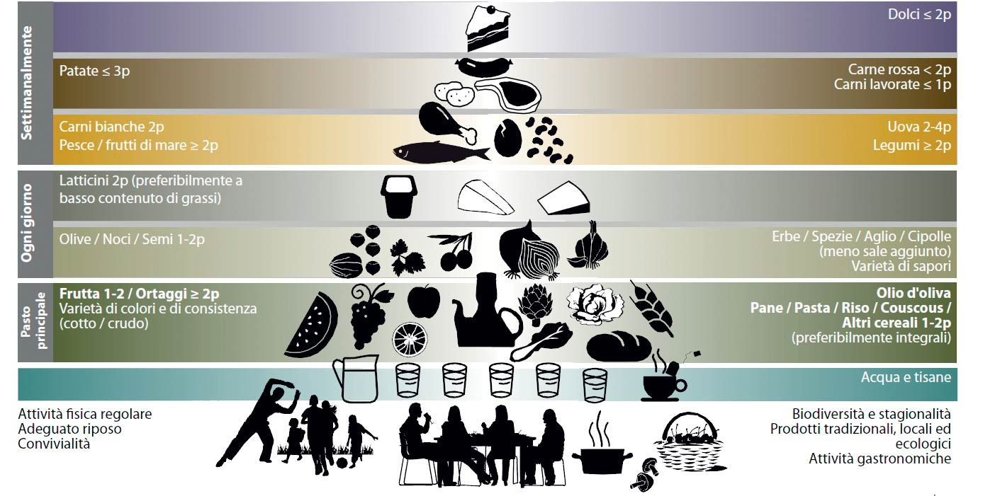 Settimanalmente
Dolci ≤ 2p
Patate ≤ 3p
Carne rossa < 2p
Carni lavorate ≤ 1p
Carni bianche 2p
Pesce / frutti di mare ≥ 2p
Uova 2-4p
Legumi ≥ 2p
Ogni giorno
Latticini 2p (preferibilmente a
basso contenuto di grassi)
Olive / Noci / Semi 1-2p
Erbe / Spezie / Aglio / Cipolle
(meno sale aggiunto)
Varietà di sapori
Pasto
principale
Frutta 1-2 / Ortaggi ≥ 2p
Varietà di colori e di consistenza
(cotto / crudo)
Olio d'oliva
Pane / Pasta / Riso / Couscous /
Altri cereali 1-2p
(preferibilmente integrali)
Acqua e tisane
Attività fisica regolare
Adeguato riposo
Convivialità
Biodiversità e stagionalità
Prodotti tradizionali, locali ed
ecologici
Attività gastronomiche